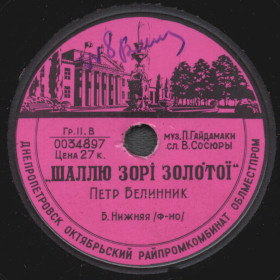 Гр. II. В
0034897
Цена 27 к.
муз. П. Гайдамаки
сл. В. Сосюры
„Шаллю зорі золотої"
Петр Белинник
В. Нижняя /ф-но/
Днепропетровск Октябрьский райпромкомбинат облместпром